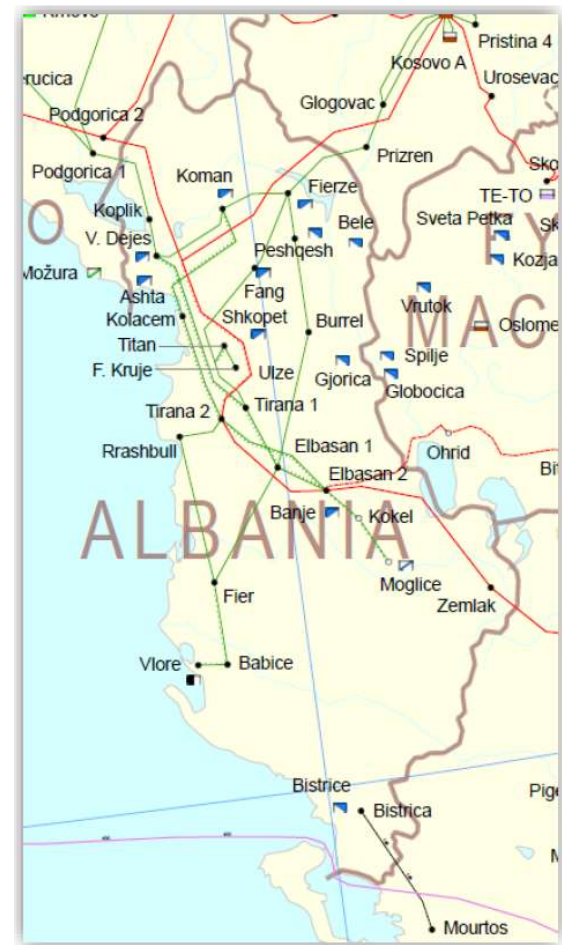 Pristina 4
Kosovo A
Urosevac
Glogovac
Podgorica 2
Prizren
Podgorica 1
Koman
Fierze
TE-TO
Koplik
Bele
Sveta Petka
V. Dejes
Peshqesh
Kozja
Možura
Ashta
Fang
Vrutok
MAC
Kolacem
Shkopet
Burrel
Oslome
Titan
Spilje
F. Kruje
Ulze
Gjorica
Globocica
Tirana 2
Tirana 1
Rrashbull
Elbasan 1
Ohrid
Elbasan 2
ALBANIA
Banje
Kokel
Moglice
Zemlak
Fier
Vlore
Babice
Bistrice
Bistrica
Mourtos